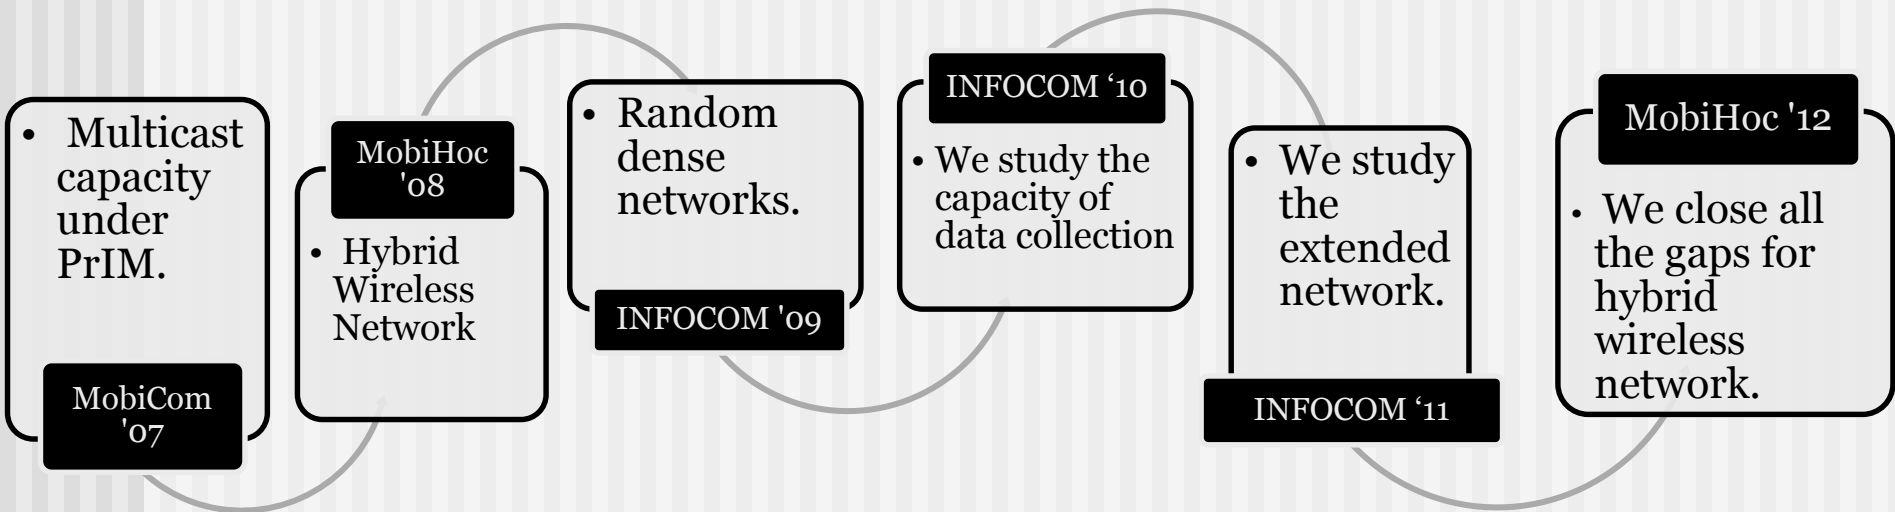 • Multicast
capacity
under
PrIM.
MobiCom
'07
MobiHoc
'08
• Hybrid
Wireless
Network
• Random
dense
networks.
INFOCOM '09
INFOCOM ‘10
• We study the
capacity of
data collection
• We study
the
extended
network.
INFOCOM ‘11
MobiHoc '12
• We close all
the gaps for
hybrid
wireless
network.